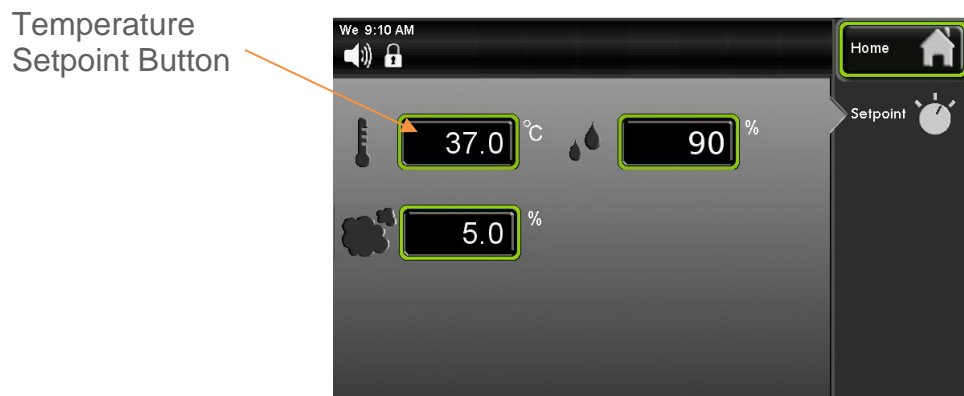 Temperature
Setpoint Button
We 9:10 AM
Home
Setpoint
37.0 °C
90 %
5.0 %